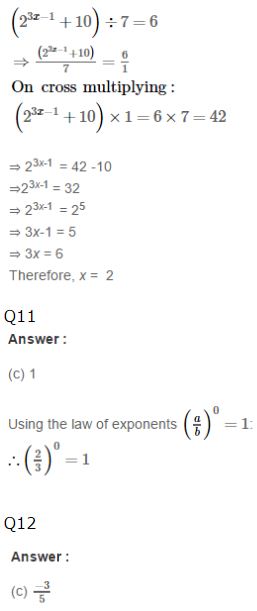 (2^{3x−1} + 10) ÷ 7 = 6
⇒ (2^{3x−1}+10)/7 = 6/1
On cross multiplying :
(2^{3x−1} + 10) × 1 = 6 × 7 = 42
⇒ 2^{3x-1} = 42 -10
⇒2^{3x-1} = 32
⇒ 2^{3x-1} = 2^5
⇒ 3x-1 = 5
⇒ 3x = 6
Therefore, x = 2
Q11
Answer :
(c) 1
Using the law of exponents (a/b)^0 = 1:
∴ (2/3)^0 = 1
Q12
Answer :
(c) −3/5